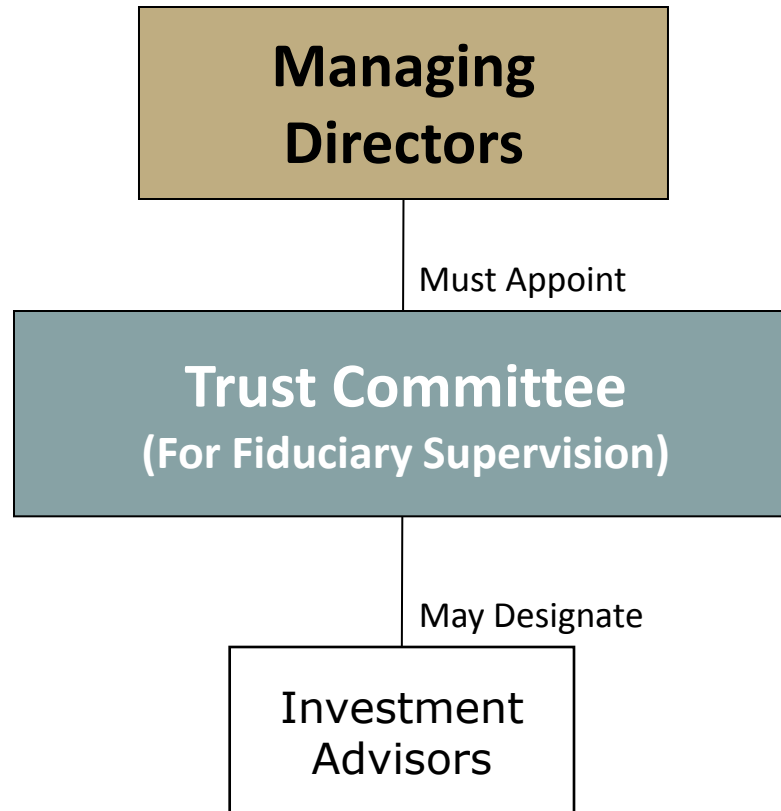 Managing
Directors
Must Appoint
Trust Committee
(For Fiduciary Supervision)
May Designate
Investment
Advisors